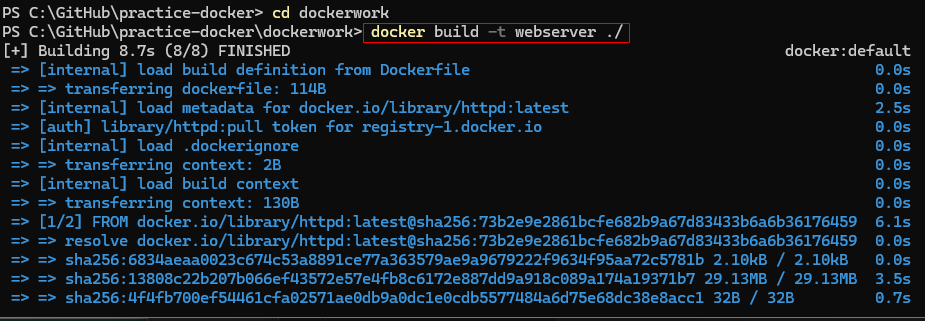 PS C:\GitHub\practice-docker> cd dockerwork
PS C:\GitHub\practice-docker\dockerwork> docker build -t webserver ./
[+] Building 8.7s (8/8) FINISHED docker:default
=> [internal] load build definition from Dockerfile 0.0s
=> => transferring dockerfile: 114B 0.0s
=> [internal] load metadata for docker.io/library/httpd:latest 2.5s
=> [auth] library/httpd:pull token for registry-1.docker.io 0.0s
=> [internal] load .dockerignore 0.0s
=> => transferring context: 2B 0.0s
=> [internal] load build context 0.0s
=> => transferring context: 130B 0.0s
=> [1/2] FROM docker.io/library/httpd:latest@sha256:73b2e9e2861bcfe682b9a67d83433b6a6b36176459 6.1s
=> => resolve docker.io/library/httpd:latest@sha256:73b2e9e2861bcfe682b9a67d83433b6a6b36176459 0.0s
=> => sha256:6834aeaa0023c674c53a8891ce77a363579ae9a9679222f9634f95aa72c5781b 2.10kB / 2.10kB 0.0s
=> => sha256:13808c22b207b066ef43572e57e4fb8c6172e887dd9a918c089a174a19371b7 29.13MB / 29.13MB 3.5s
=> => sha256:4f4fb700ef54461cfa02571ae0db9a0dc1e0cdb5577484a6d75e68dc38e8acc1 32B / 32B 0.7s